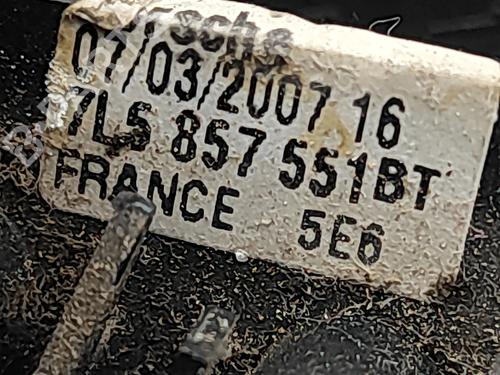 Porsche
07/03/2007 16
7L5 857 551BT
FRANCE 5E6